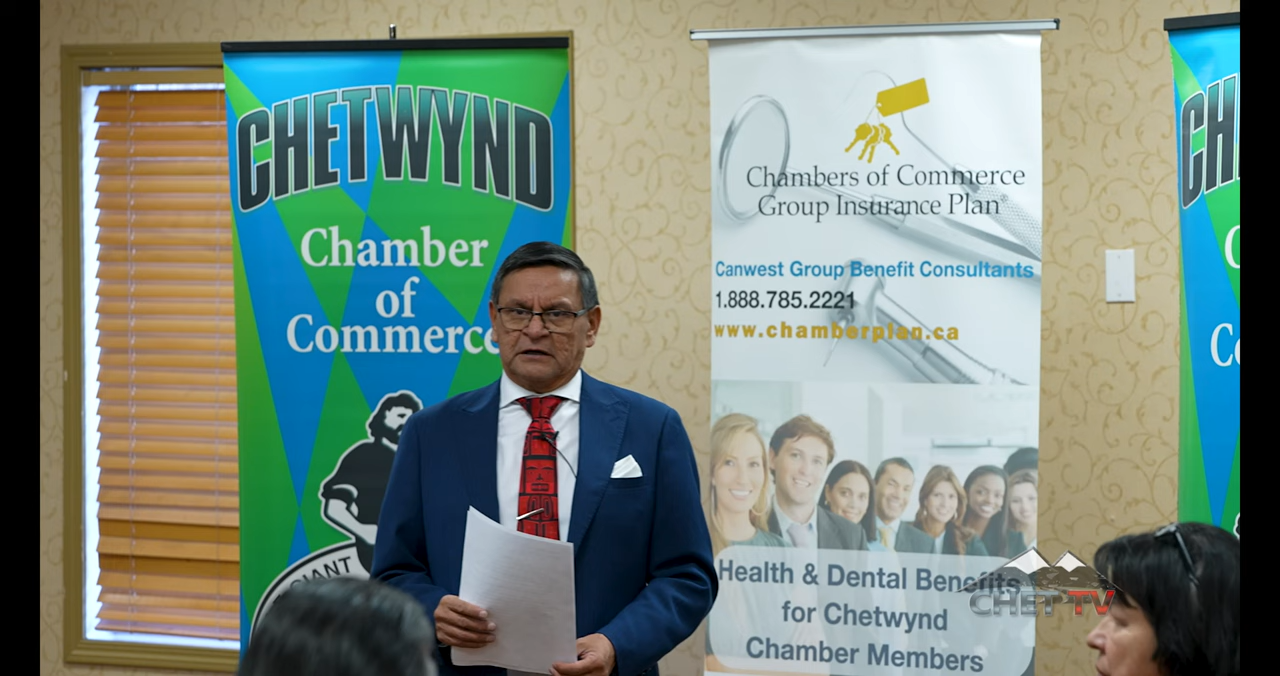 CHETWYND
Chamber
of
Commerce
GIANT
Chambers of Commerce
Group Insurance Plan®
Canwest Group Benefit Consultants
1.888.785.2221
www.chamberplan.ca
Health & Dental Benefits
for Chetwynd
Chamber Members
CHET TV
CH
C
Co